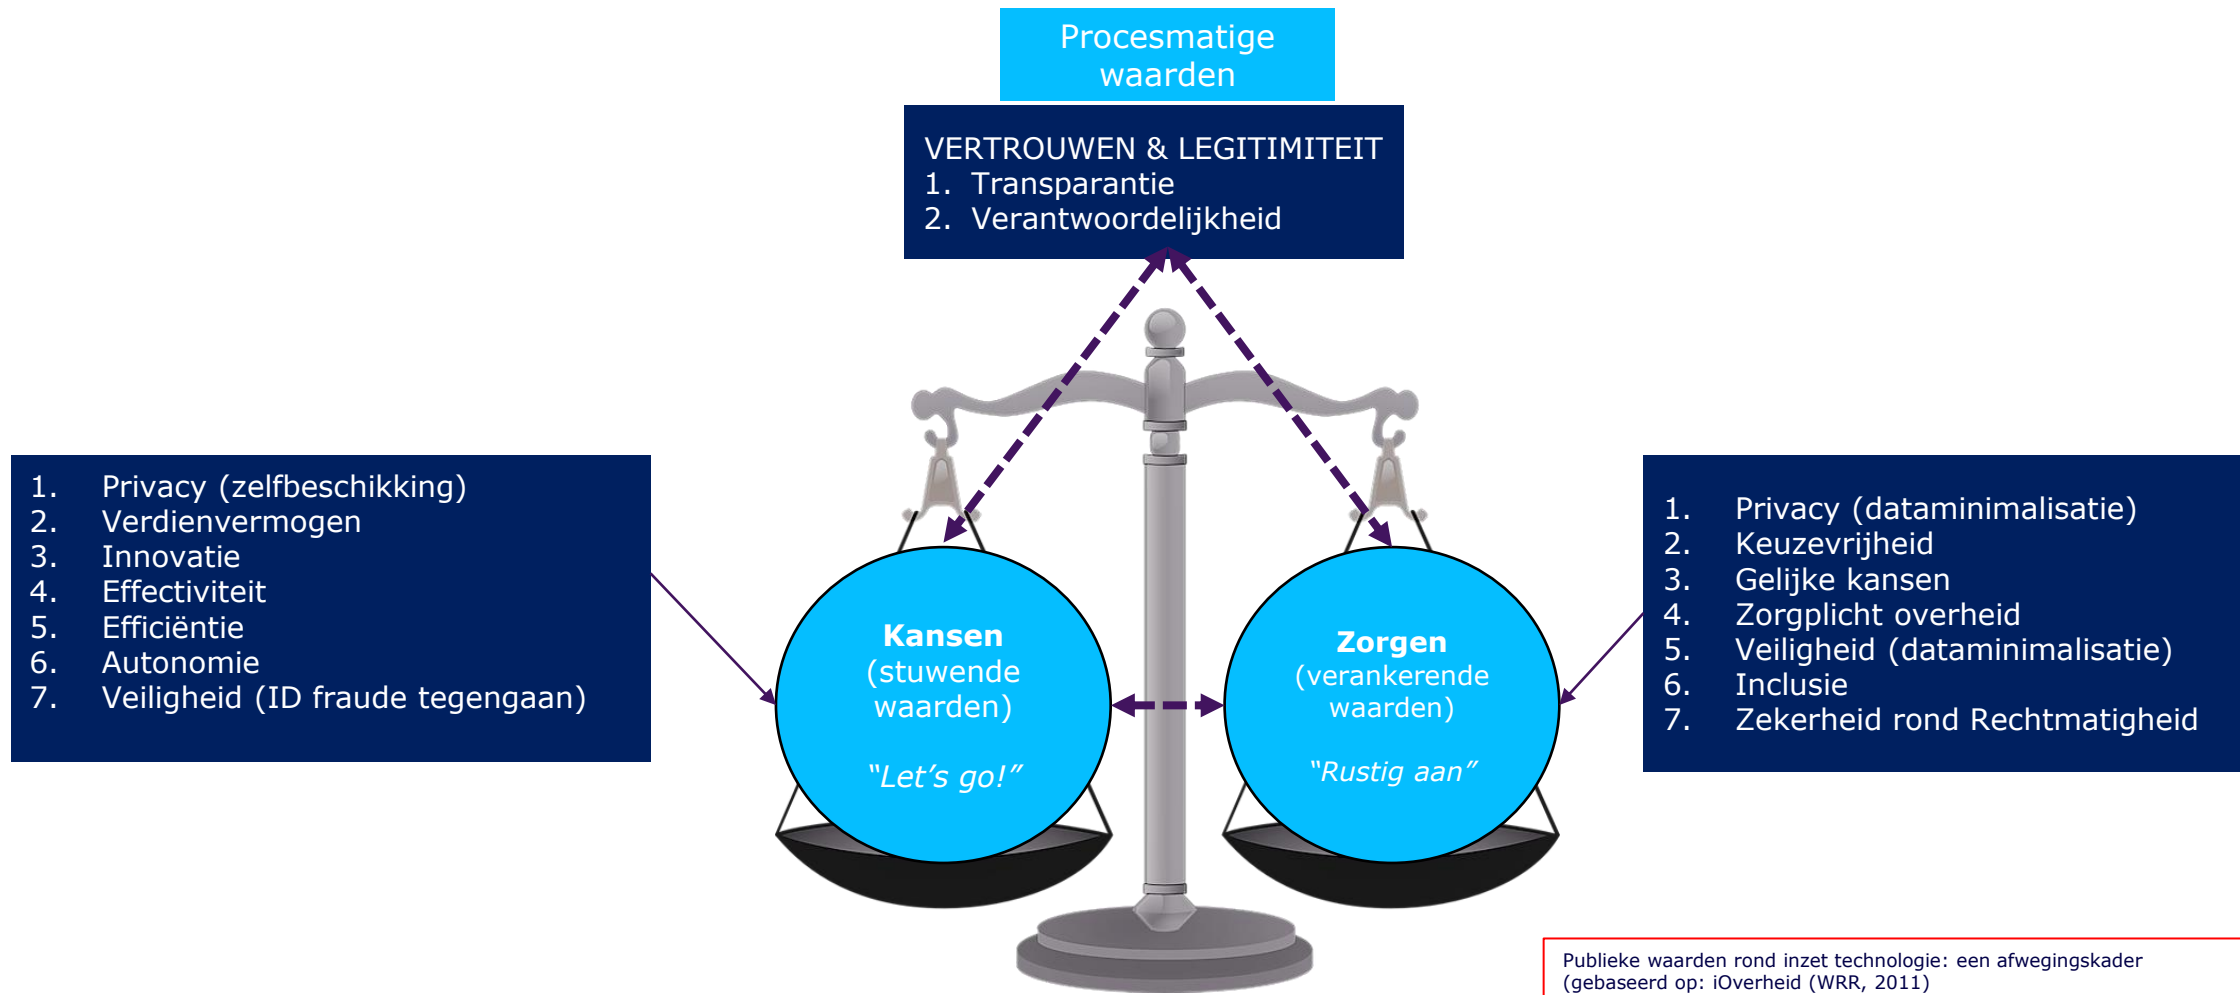 Procesmatige
waarden
VERTROUWEN & LEGITIMITEIT
1. Transparantie
2. Verantwoordelijkheid
1. Privacy (zelfbeschikking)
2. Verdienvermogen
3. Innovatie
4. Effectiviteit
5. Efficiëntie
6. Autonomie
7. Veiligheid (ID fraude tegengaan)
Kansen
(stuwende
waarden)
“Let’s go!”
Zorgen
(verankerende
waarden)
“Rustig aan”
1. Privacy (dataminimalisatie)
2. Keuzevrijheid
3. Gelijke kansen
4. Zorgplicht overheid
5. Veiligheid (dataminimalisatie)
6. Inclusie
7. Zekerheid rond Rechtmatigheid
Publieke waarden rond inzet technologie: een afwegingskader
(gebaseerd op: iOverheid (WRR, 2011)